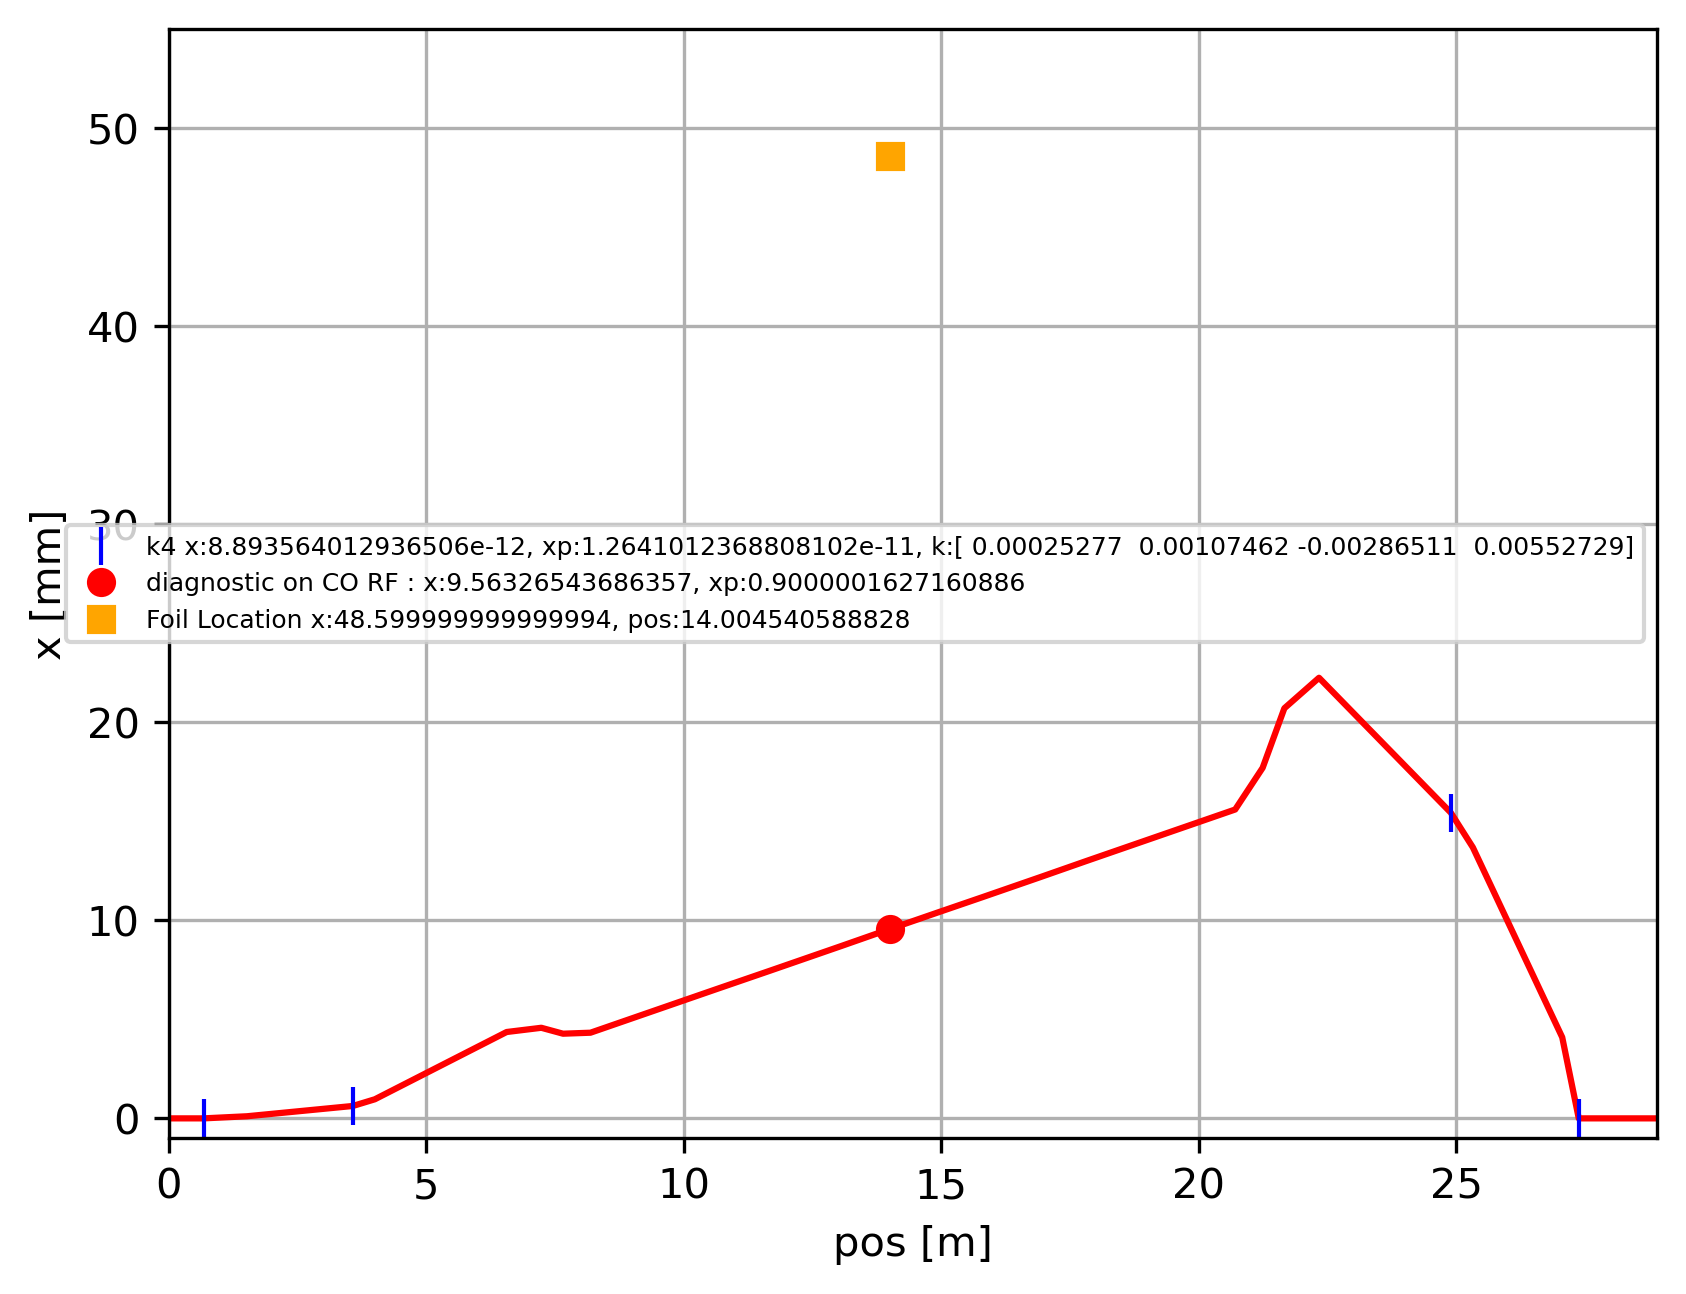 50
40
30
20
10
0
x [mm]
k4 x:8.893564012936506e-12, xp:1.2641012368808102e-11, k:[ 0.00025277  0.00107462 -0.00286511  0.00552729]
diagnostic on CO RF : x:9.56326543686357, xp:0.9000001627160886
Foil Location x:48.599999999999994, pos:14.004540588828
0 5 10 15 20 25
pos [m]